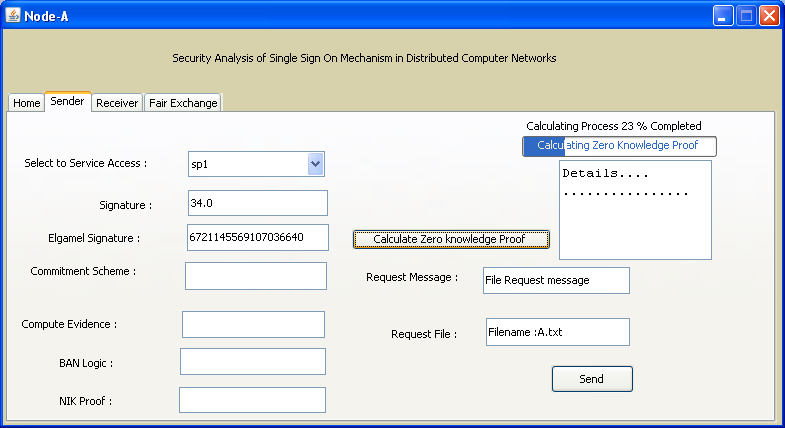 Node-A
Security Analysis of Single Sign On Mechanism in Distributed Computer Networks
Home Sender Receiver Fair Exchange
Calculating Process 23 % Completed
Calculating Zero Knowledge Proof
Select to Service Access : sp1
Details....
................
Signature : 34.0
Elgamel Signature : 6721145569107036640
Calculate Zero knowledge Proof
Commitment Scheme :
Request Message : File Request message
Compute Evidence :
Request File : Filename :A.txt
BAN Logic :
Send
NIK Proof :